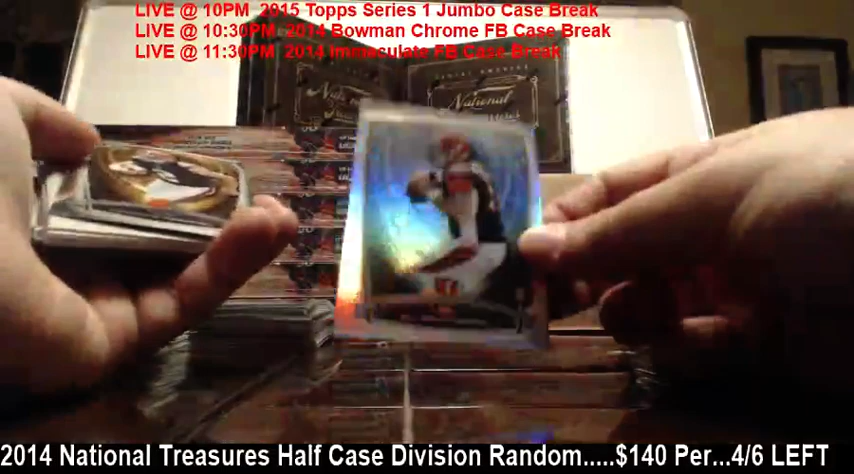 LIVE @ 10PM 2015 Topps Series 1 Jumbo Case Break
LIVE @ 10:30PM 2014 Bowman Chrome FB Case Break
LIVE @ 11:30PM 2014 Immaculate FB Case Break
National
National
2014 National Treasures Half Case Division Random.....$140 Per...4/6 LEFT